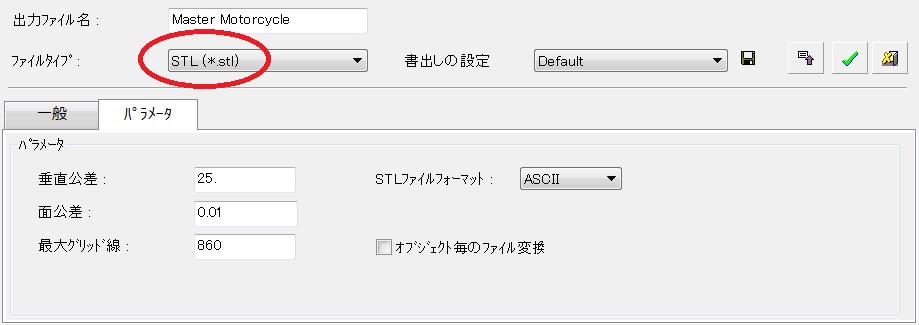 出力ファイル名 : Master Motorcycle
ﾌｧｲﾙﾀｲﾌﾟ: STL (*.stl) 書出しの設定 Default
一般 ﾊﾟﾗﾒｰﾀ
ﾊﾟﾗﾒｰﾀ
垂直公差 : 25. STLﾌｧｲﾙﾌｫｰﾏｯﾄ : ASCII
面公差 : 0.01
最大ｸﾞﾘｯﾄﾞ線 : 860 ｵﾌﾞｼﾞｪｸﾄ毎のﾌｧｲﾙ変換